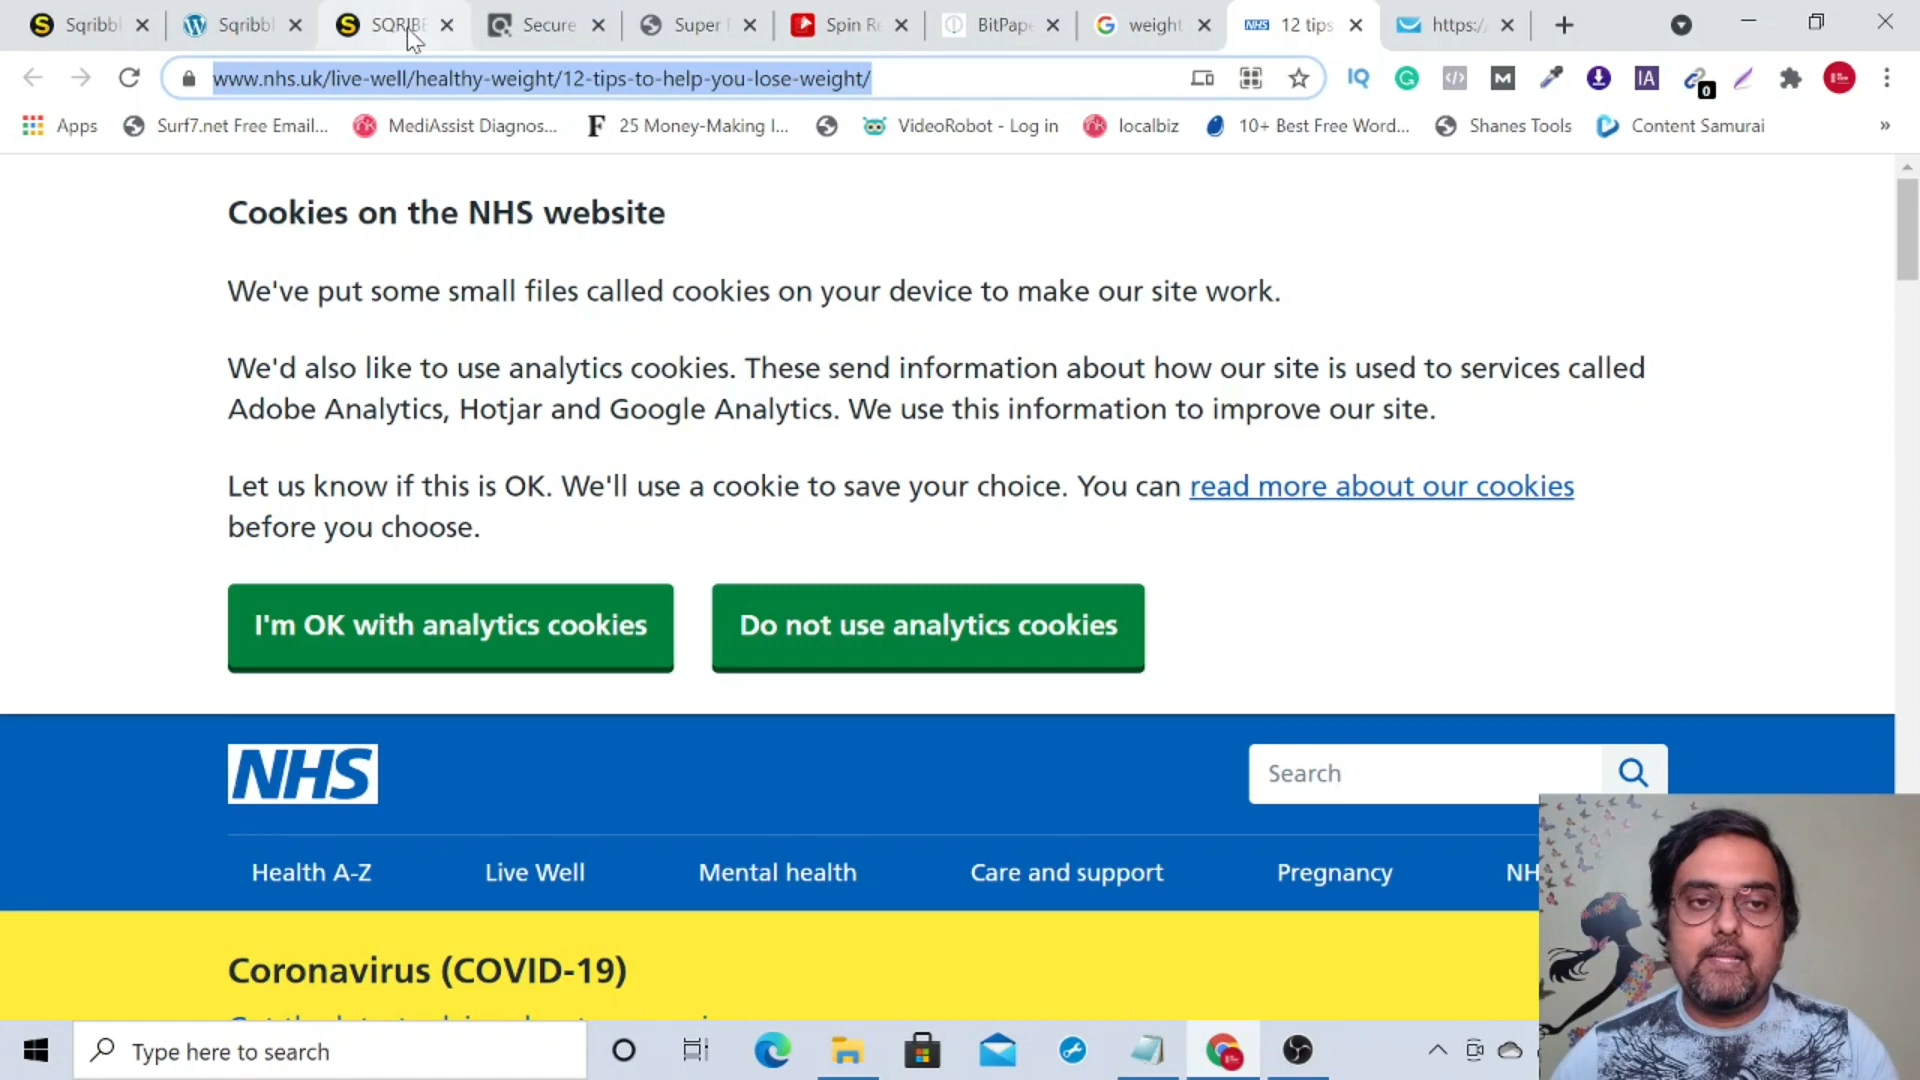 Sqribbl
Sqribbl
SQRIBE
Secure
Super
Spin Re
BitPape
weight
12 tips
https:/
www.nhs.uk/live-well/healthy-weight/12-tips-to-help-you-lose-weight/
IQ
IA
0
Apps
Surf7.net Free Email...
MediAssist Diagnos...
25 Money-Making I...
VideoRobot - Log in
localbiz
10+ Best Free Word...
Shanes Tools
Content Samurai
»
Cookies on the NHS website
We've put some small files called cookies on your device to make our site work.
We'd also like to use analytics cookies. These send information about how our site is used to services called
Adobe Analytics, Hotjar and Google Analytics. We use this information to improve our site.
Let us know if this is OK. We'll use a cookie to save your choice. You can read more about our cookies
before you choose.
I'm OK with analytics cookies
Do not use analytics cookies
NHS
Search
Health A-Z
Live Well
Mental health
Care and support
Pregnancy
NH
Coronavirus (COVID-19)
Type here to search